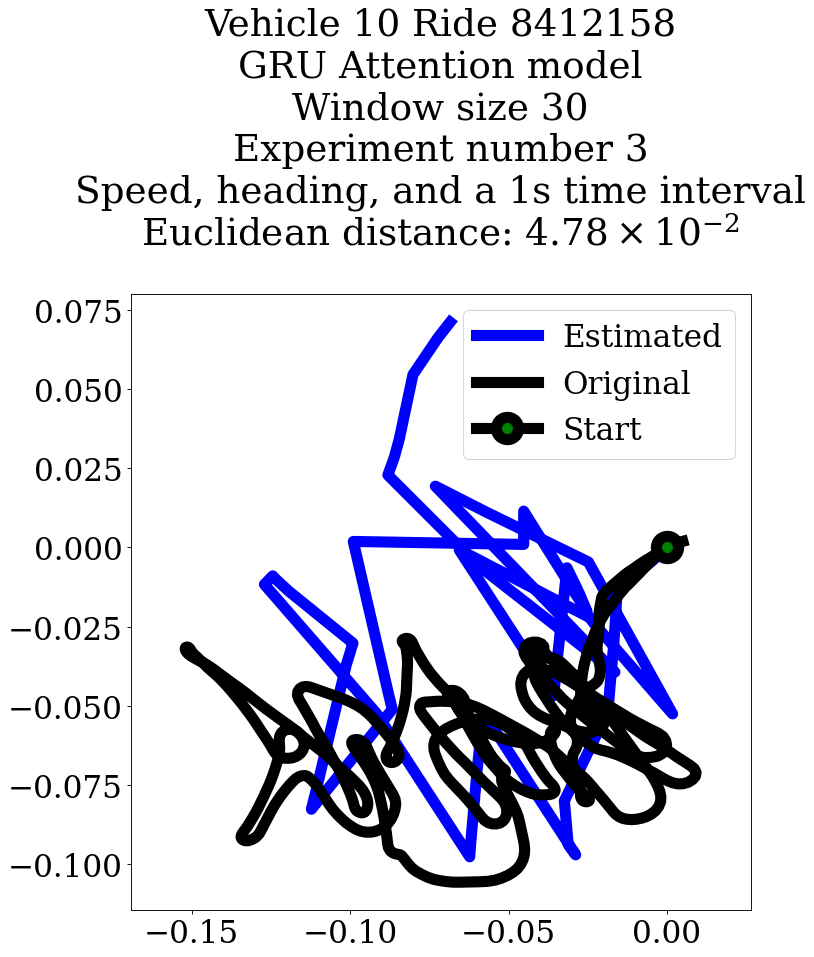 Vehicle 10 Ride 8412158
GRU Attention model
Window size 30
Experiment number 3
Speed, heading, and a 1s time interval
Euclidean distance: 4.78 × 10⁻²
0.075
0.050
0.025
0.000
−0.025
−0.050
−0.075
−0.100
Estimated
Original
Start
−0.15
−0.10
−0.05
0.00